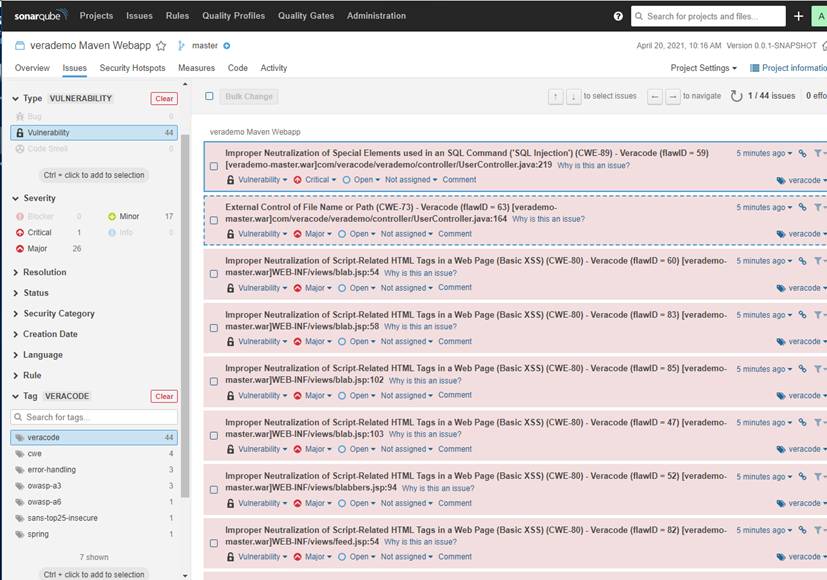 sonarqube Projects Issues Rules Quality Profiles Quality Gates Administration ? Search for projects and files... + A
verademo Maven Webapp master April 20, 2021, 10:16 AM Version 0.0.1-SNAPSHOT
Overview Issues Security Hotspots Measures Code Activity Project Settings Project Informatio
Type VULNERABILITY Clear
Bug 0
Vulnerability 44
Code Smell 0
Ctrl + click to add to selection
Severity
Blocker 0 Minor 17
Critical 1 Info 0
Major 26
Resolution
Status
Security Category
Creation Date
Language
Rule
Tag VERACODE Clear
Search for tags...
veracode 44
cwe 4
error-handling 3
owasp-a3 3
owasp-a6 1
sans-top25-insecure 1
spring 1
7 shown
Ctrl + click to add to selection
Bulk Change ↑ ↓ to select issues ← → to navigate 1 / 44 issues 0 effo
verademo Maven Webapp
Improper Neutralization of Special Elements used in an SQL Command ('SQL Injection') (CWE-89) - Veracode (flawID = 59) 5 minutes ago
[verademo-master.war]com/veracode/verademo/controller/UserController.java:219 Why is this an issue?
Vulnerability Critical Open Not assigned Comment veracode
External Control of File Name or Path (CWE-73) - Veracode (flawID = 63) [verademo- 5 minutes ago
master.war]com/veracode/verademo/controller/UserController.java:164 Why is this an issue?
Vulnerability Major Open Not assigned Comment veracode
Improper Neutralization of Script-Related HTML Tags in a Web Page (Basic XSS) (CWE-80) - Veracode (flawID = 60) [verademo- 5 minutes ago
master.war]WEB-INF/views/blab.jsp:54 Why is this an issue?
Vulnerability Major Open Not assigned Comment veracode
Improper Neutralization of Script-Related HTML Tags in a Web Page (Basic XSS) (CWE-80) - Veracode (flawID = 83) [verademo- 5 minutes ago
master.war]WEB-INF/views/blab.jsp:58 Why is this an issue?
Vulnerability Major Open Not assigned Comment veracode
Improper Neutralization of Script-Related HTML Tags in a Web Page (Basic XSS) (CWE-80) - Veracode (flawID = 85) [verademo- 5 minutes ago
master.war]WEB-INF/views/blab.jsp:102 Why is this an issue?
Vulnerability Major Open Not assigned Comment veracode
Improper Neutralization of Script-Related HTML Tags in a Web Page (Basic XSS) (CWE-80) - Veracode (flawID = 47) [verademo- 5 minutes ago
master.war]WEB-INF/views/blab.jsp:103 Why is this an issue?
Vulnerability Major Open Not assigned Comment veracode
Improper Neutralization of Script-Related HTML Tags in a Web Page (Basic XSS) (CWE-80) - Veracode (flawID = 52) [verademo- 5 minutes ago
master.war]WEB-INF/views/blabbers.jsp:94 Why is this an issue?
Vulnerability Major Open Not assigned Comment veracode
Improper Neutralization of Script-Related HTML Tags in a Web Page (Basic XSS) (CWE-80) - Veracode (flawID = 82) [verademo- 5 minutes ago
master.war]WEB-INF/views/feed.jsp:54 Why is this an issue?
Vulnerability Major Open Not assigned Comment veracode